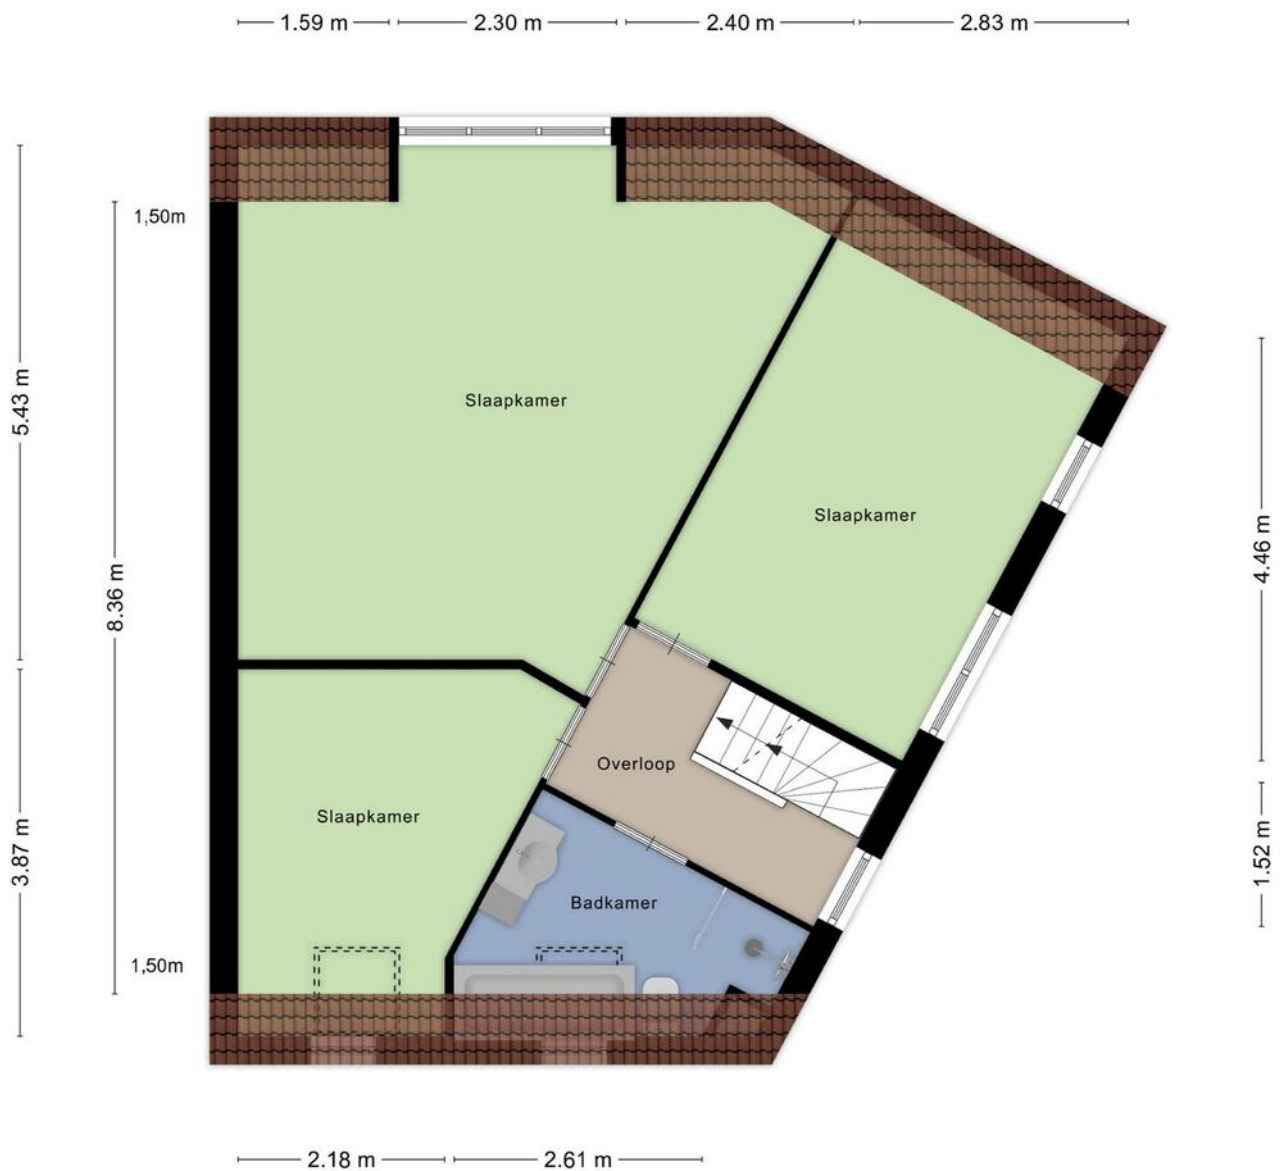 1.59 m
2.30 m
2.40 m
2.83 m
1,50m
5.43 m
Slaapkamer
Slaapkamer
4.46 m
8.36 m
Overloop
Slaapkamer
3.87 m
1.52 m
Badkamer
1,50m
2.18 m
2.61 m